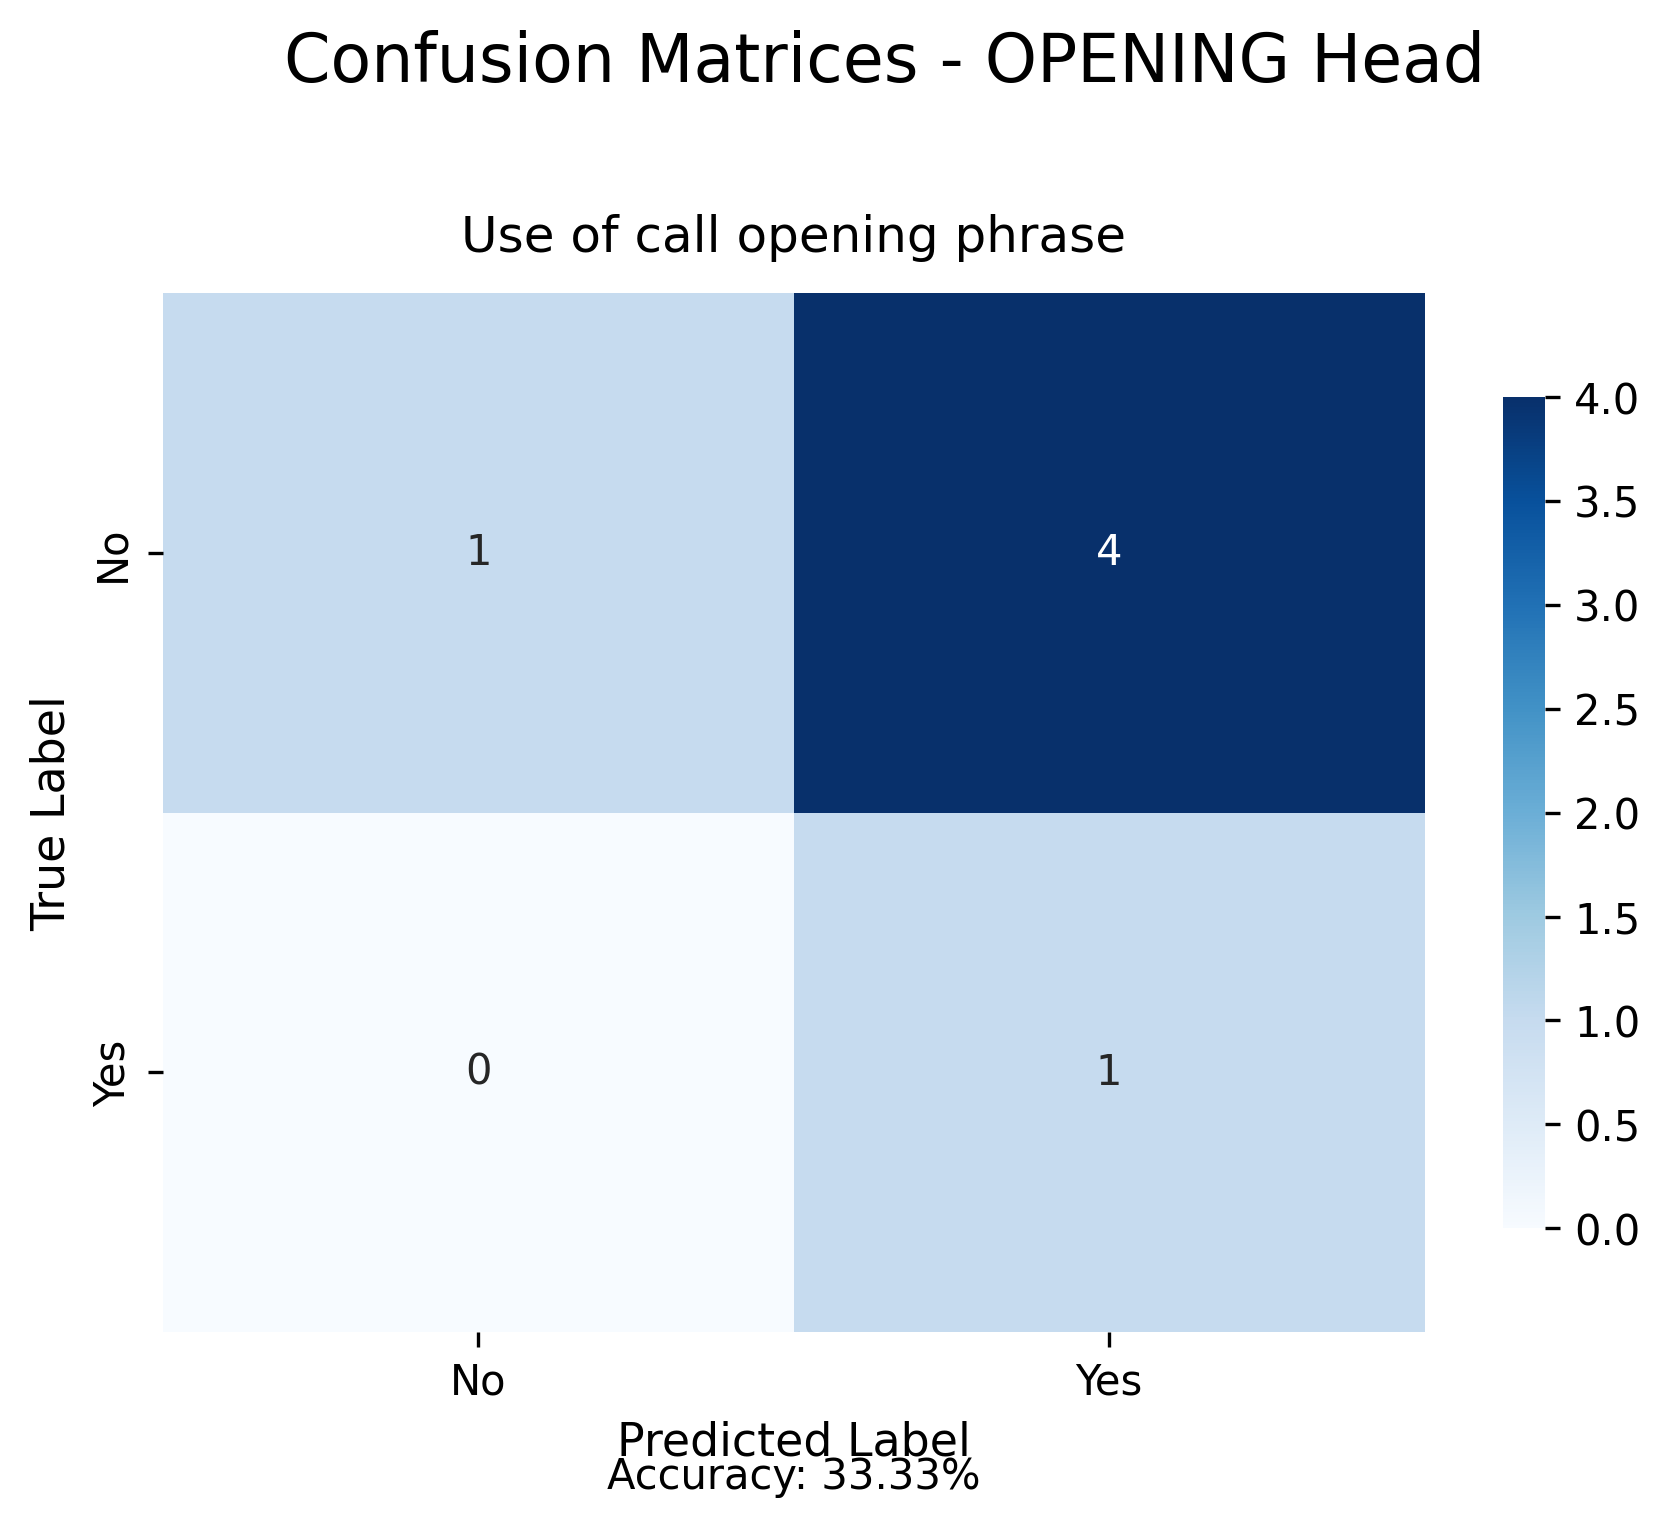 Confusion Matrices - OPENING Head
Use of call opening phrase
True Label
No
1
4
Yes
0
1
No
Yes
Predicted Label
Accuracy: 33.33%
4.0
3.5
3.0
2.5
2.0
1.5
1.0
0.5
0.0